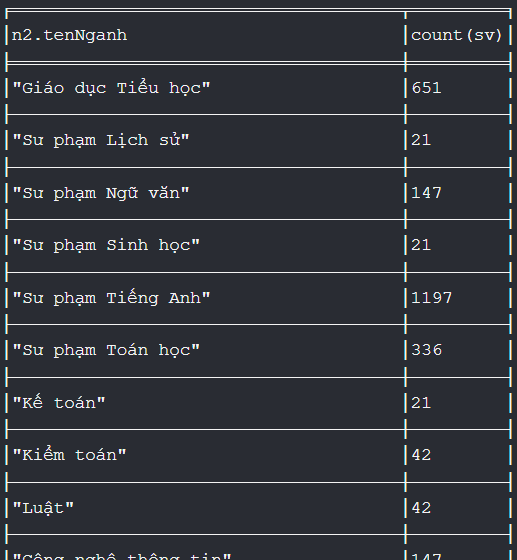 n2.tenNganh count(sv)
"Giáo dục Tiểu học" 651
"Sư phạm Lịch sử" 21
"Sư phạm Ngữ văn" 147
"Sư phạm Sinh học" 21
"Sư phạm Tiếng Anh" 1197
"Sư phạm Toán học" 336
"Kế toán" 21
"Kiểm toán" 42
"Luật" 42
"Công nghệ thông tin" 147